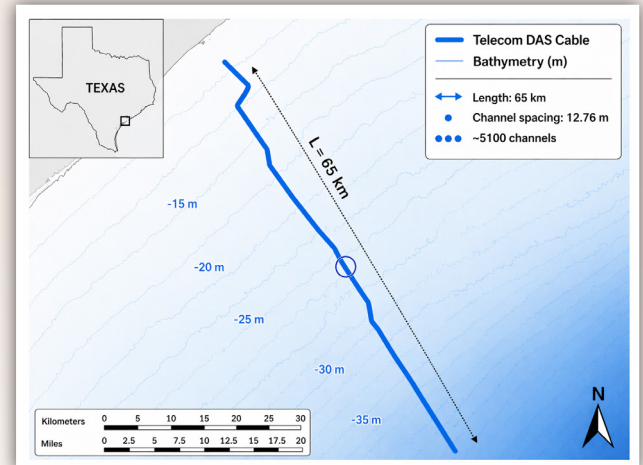 TEXAS
Telecom DAS Cable
Bathymetry (m)
Length: 65 km
Channel spacing: 12.76 m
~5100 channels
L = 65 km
-15 m
-20 m
-25 m
-30 m
-35 m
Kilometers 0 5 10 15 20 25 30
Miles 0 2.5 5 7.5 10 12.5 15 17.5 20
N